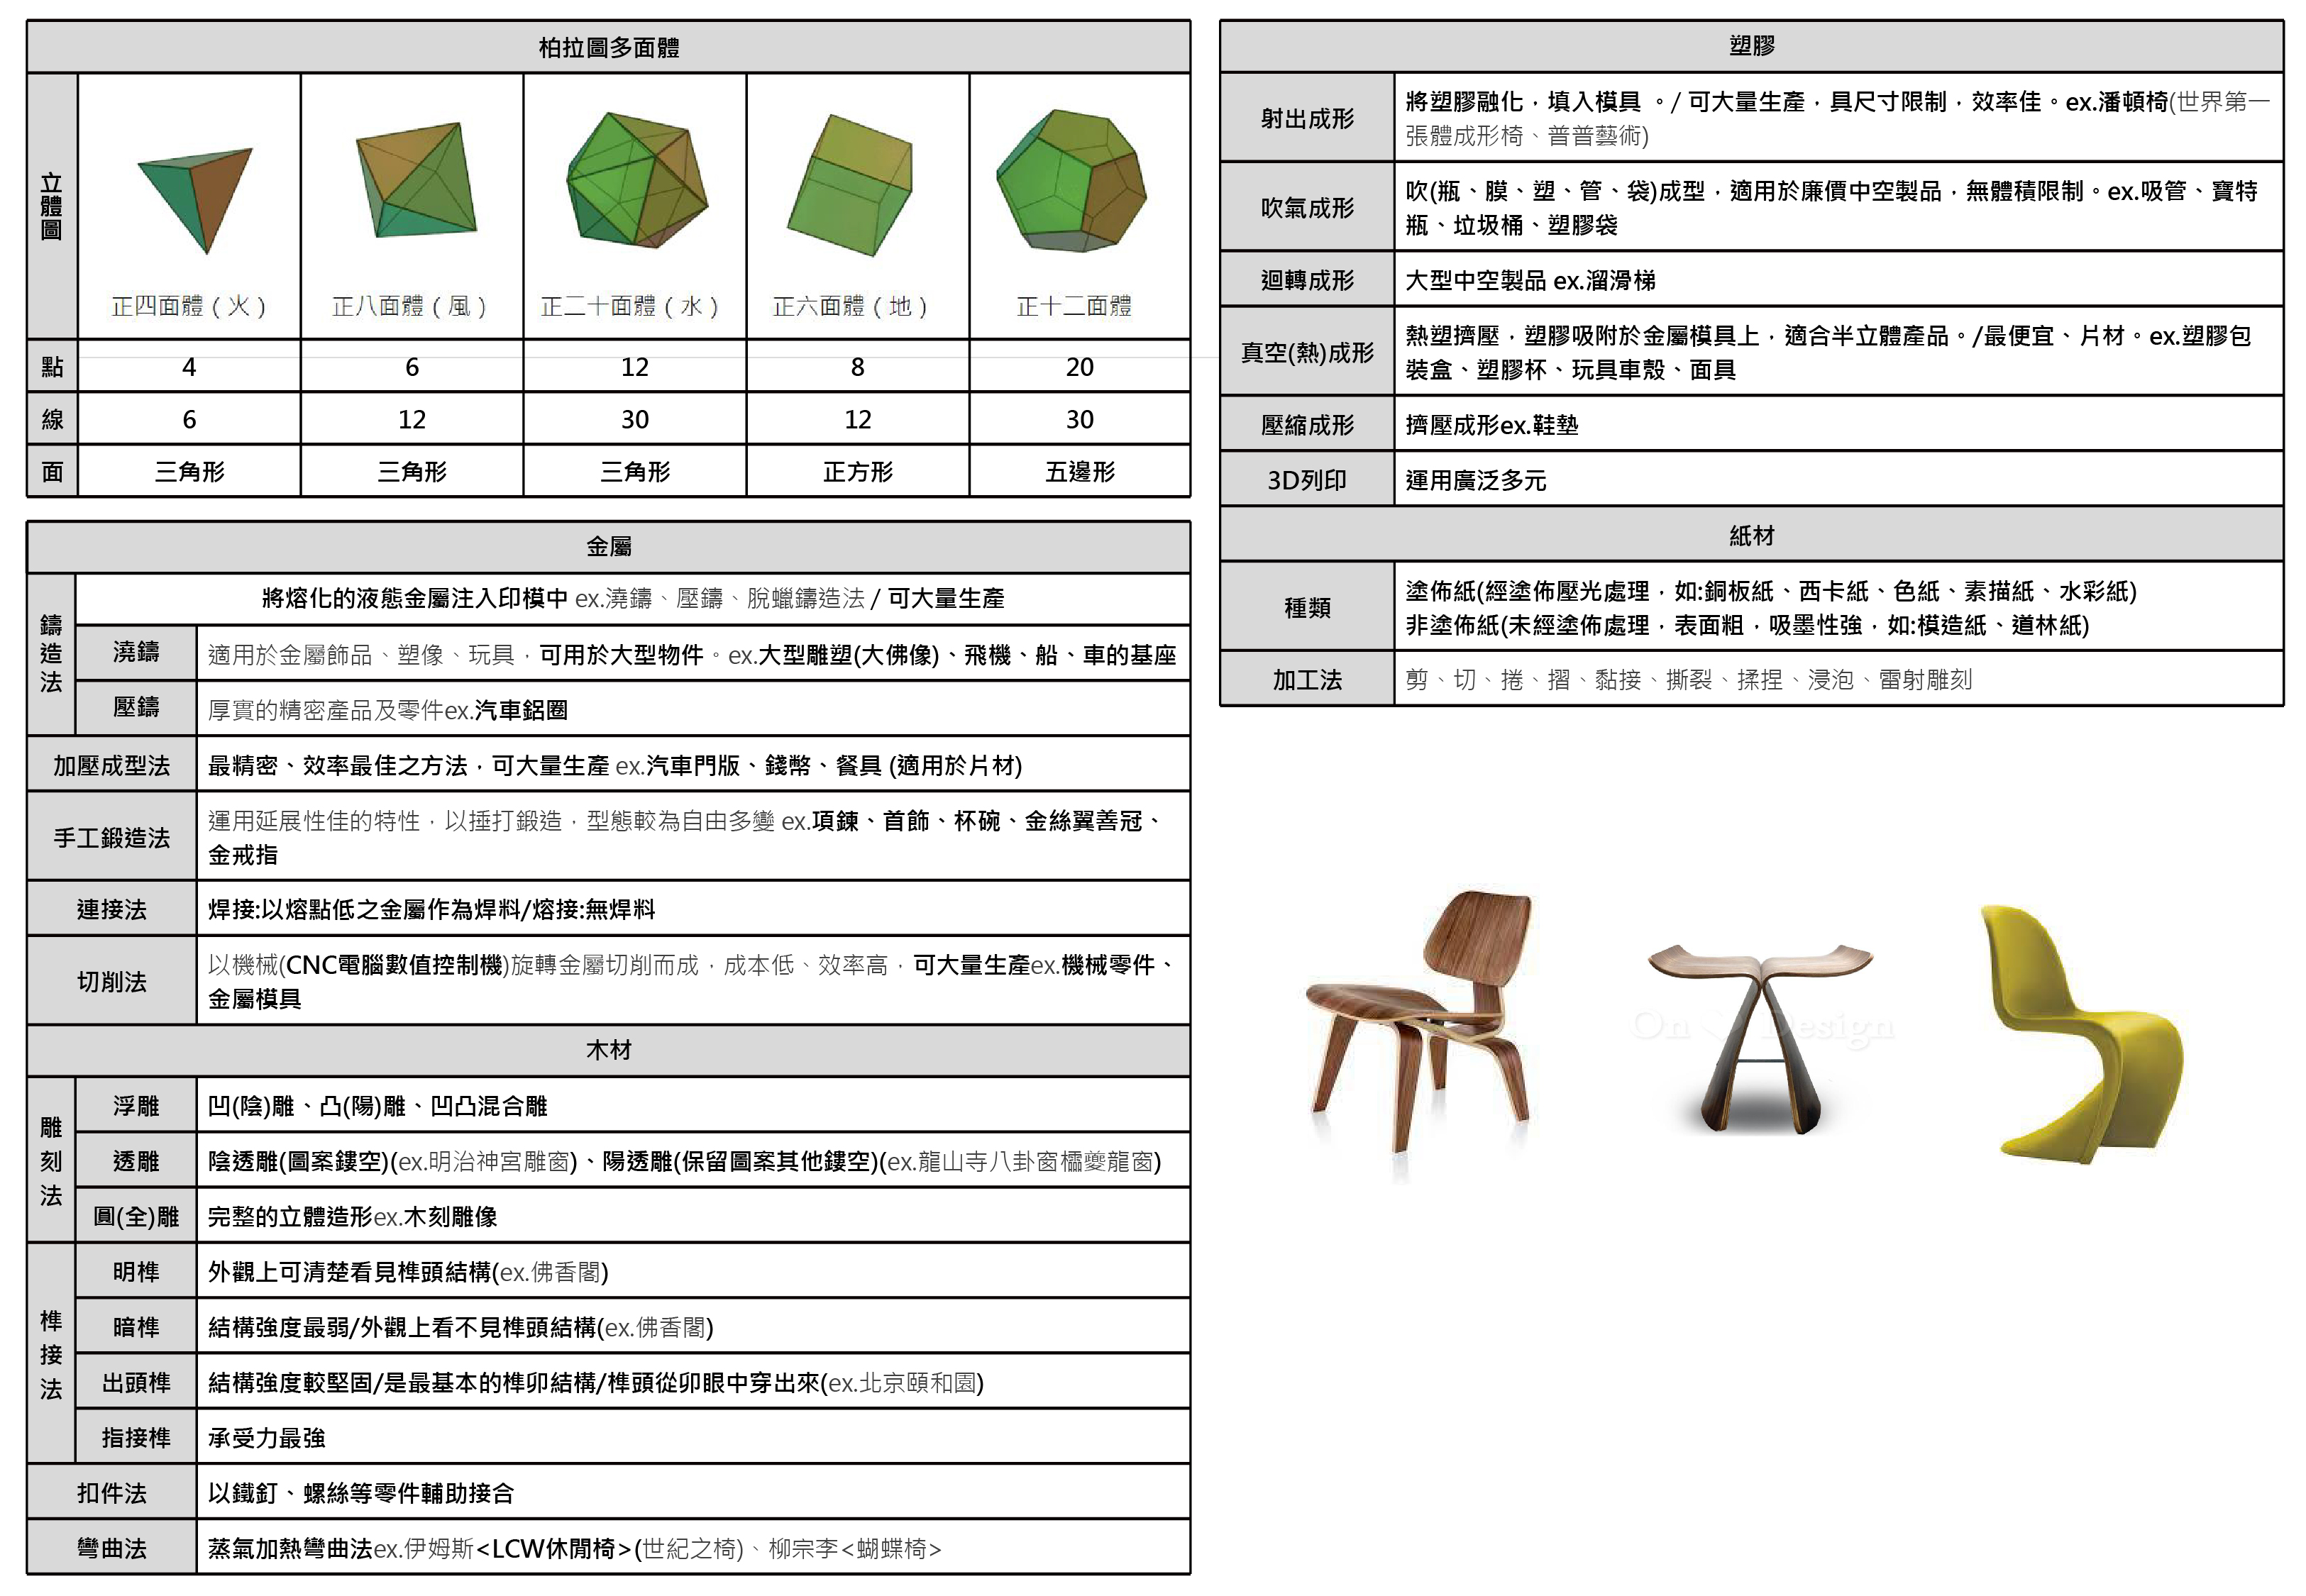 柏拉圖多面體
立體圖
正四面體（火）
正八面體（風）
正二十面體（水）
正六面體（地）
正十二面體
點 4 6 12 8 20
線 6 12 30 12 30
面 三角形 三角形 三角形 正方形 五邊形
金屬
鑄造法
將熔化的液態金屬注入印模中 ex.澆鑄、壓鑄、脫蠟鑄造法 / 可大量生產
澆鑄 適用於金屬飾品、塑像、玩具，可用於大型物件。ex.大型雕塑(大佛像)、飛機、船、車的基座
壓鑄 厚實的精密產品及零件ex.汽車鋁圈
加壓成型法 最精密、效率最佳之方法，可大量生產 ex.汽車門版、錢幣、餐具 (適用於片材)
手工鍛造法 運用延展性佳的特性，以捶打鍛造，型態較為自由多變 ex.項鍊、首飾、杯碗、金絲翼善冠、
金戒指
連接法 焊接:以熔點低之金屬作為焊料/熔接:無焊料
切削法 以機械(CNC電腦數值控制機)旋轉金屬切削而成，成本低、效率高，可大量生產ex.機械零件、
金屬模具
木材
雕刻法
浮雕 凹(陰)雕、凸(陽)雕、凹凸混合雕
透雕 陰透雕(圖案鏤空)(ex.明治神宮雕窗)、陽透雕(保留圖案其他鏤空)(ex.龍山寺八卦窗櫺夔龍窗)
圓(全)雕 完整的立體造形ex.木刻雕像
榫接法
明榫 外觀上可清楚看見榫頭結構(ex.佛香閣)
暗榫 結構強度最弱/外觀上看不見榫頭結構(ex.佛香閣)
出頭榫 結構強度較堅固/是最基本的榫卯結構/榫頭從卯眼中穿出來(ex.北京頤和園)
指接榫 承受力最強
扣件法 以鐵釘、螺絲等零件輔助接合
彎曲法 蒸氣加熱彎曲法ex.伊姆斯<LCW休閒椅>(世紀之椅)、柳宗李<蝴蝶椅>
塑膠
射出成形 將塑膠融化，填入模具 。/ 可大量生產，具尺寸限制，效率佳。ex.潘頓椅(世界第一
張體成形椅、普普藝術)
吹氣成形 吹(瓶、膜、塑、管、袋)成型，適用於廉價中空製品，無體積限制。ex.吸管、寶特
瓶、垃圾桶、塑膠袋
迴轉成形 大型中空製品 ex.溜滑梯
真空(熱)成形 熱塑擠壓，塑膠吸附於金屬模具上，適合半立體產品。/最便宜、片材。ex.塑膠包
裝盒、塑膠杯、玩具車殼、面具
壓縮成形 擠壓成形ex.鞋墊
3D列印 運用廣泛多元
紙材
種類 塗佈紙(經塗佈壓光處理，如:銅板紙、西卡紙、色紙、素描紙、水彩紙)
非塗佈紙(未經塗佈處理，表面粗，吸墨性強，如:模造紙、道林紙)
加工法 剪、切、捲、摺、黏接、撕裂、揉捏、浸泡、雷射雕刻
On Design